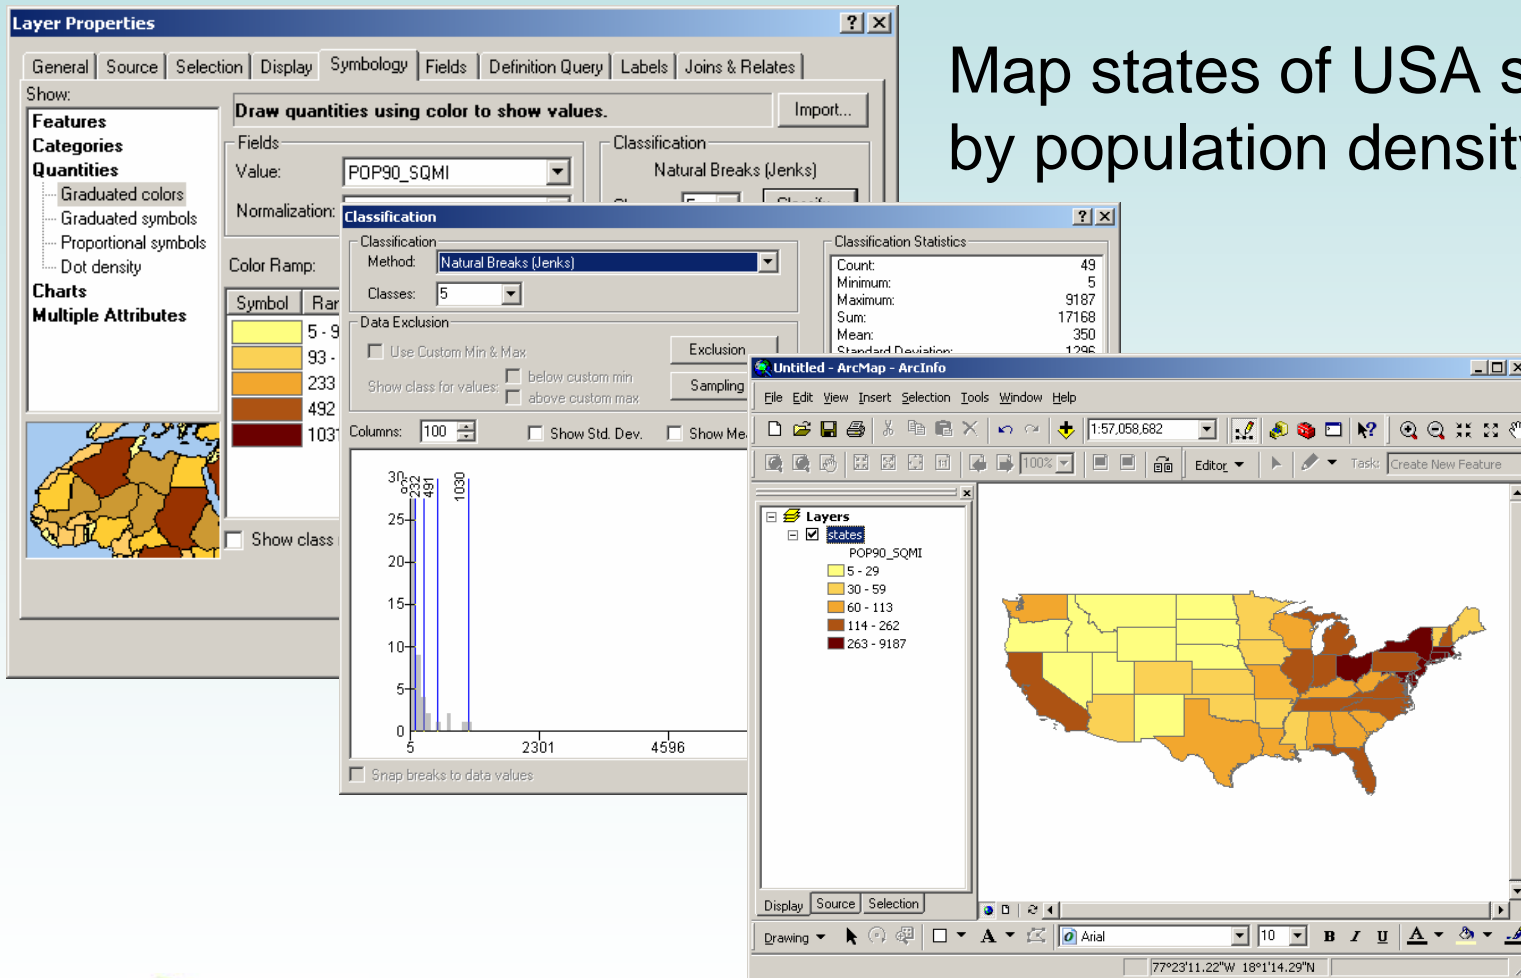 Layer Properties
General Source Selection Display Symbology Fields Definition Query Labels Joins & Relates
Show:
Features
Categories
Quantities
Graduated colors
Graduated symbols
Proportional symbols
Dot density
Charts
Multiple Attributes
Draw quantities using color to show values.
Import...
Fields
Value: POP90_SQMI
Normalization:
Classification
Natural Breaks (Jenks)
Color Ramp:
Symbol
5 - 9
93 -
233
492
1031
Show class
Map states of USA s
by population density
Classification
Classification
Method: Natural Breaks (Jenks)
Classes: 5
Data Exclusion
Use Custom Min & Max
Exclusion
Show class for values: below custom min
above custom max
Sampling
Columns: 100 Show Std. Dev. Show Me
Classification Statistics
Count: 49
Minimum: 5
Maximum: 9187
Sum: 17168
Mean: 350
Standard Deviation: 1296
30
25
20
15
10
5
0
232
491
1030
5 2301 4596
Snap breaks to data values
Untitled - ArcMap - ArcInfo
File Edit View Insert Selection Tools Window Help
1:57,058,682
100% Editor Task: Create New Feature
Layers
states
POP90_SQMI
5 - 29
30 - 59
60 - 113
114 - 262
263 - 9187
Display Source Selection
Drawing A Arial 10 B I U A
77°23'11.22"W 18°1'14.29"N